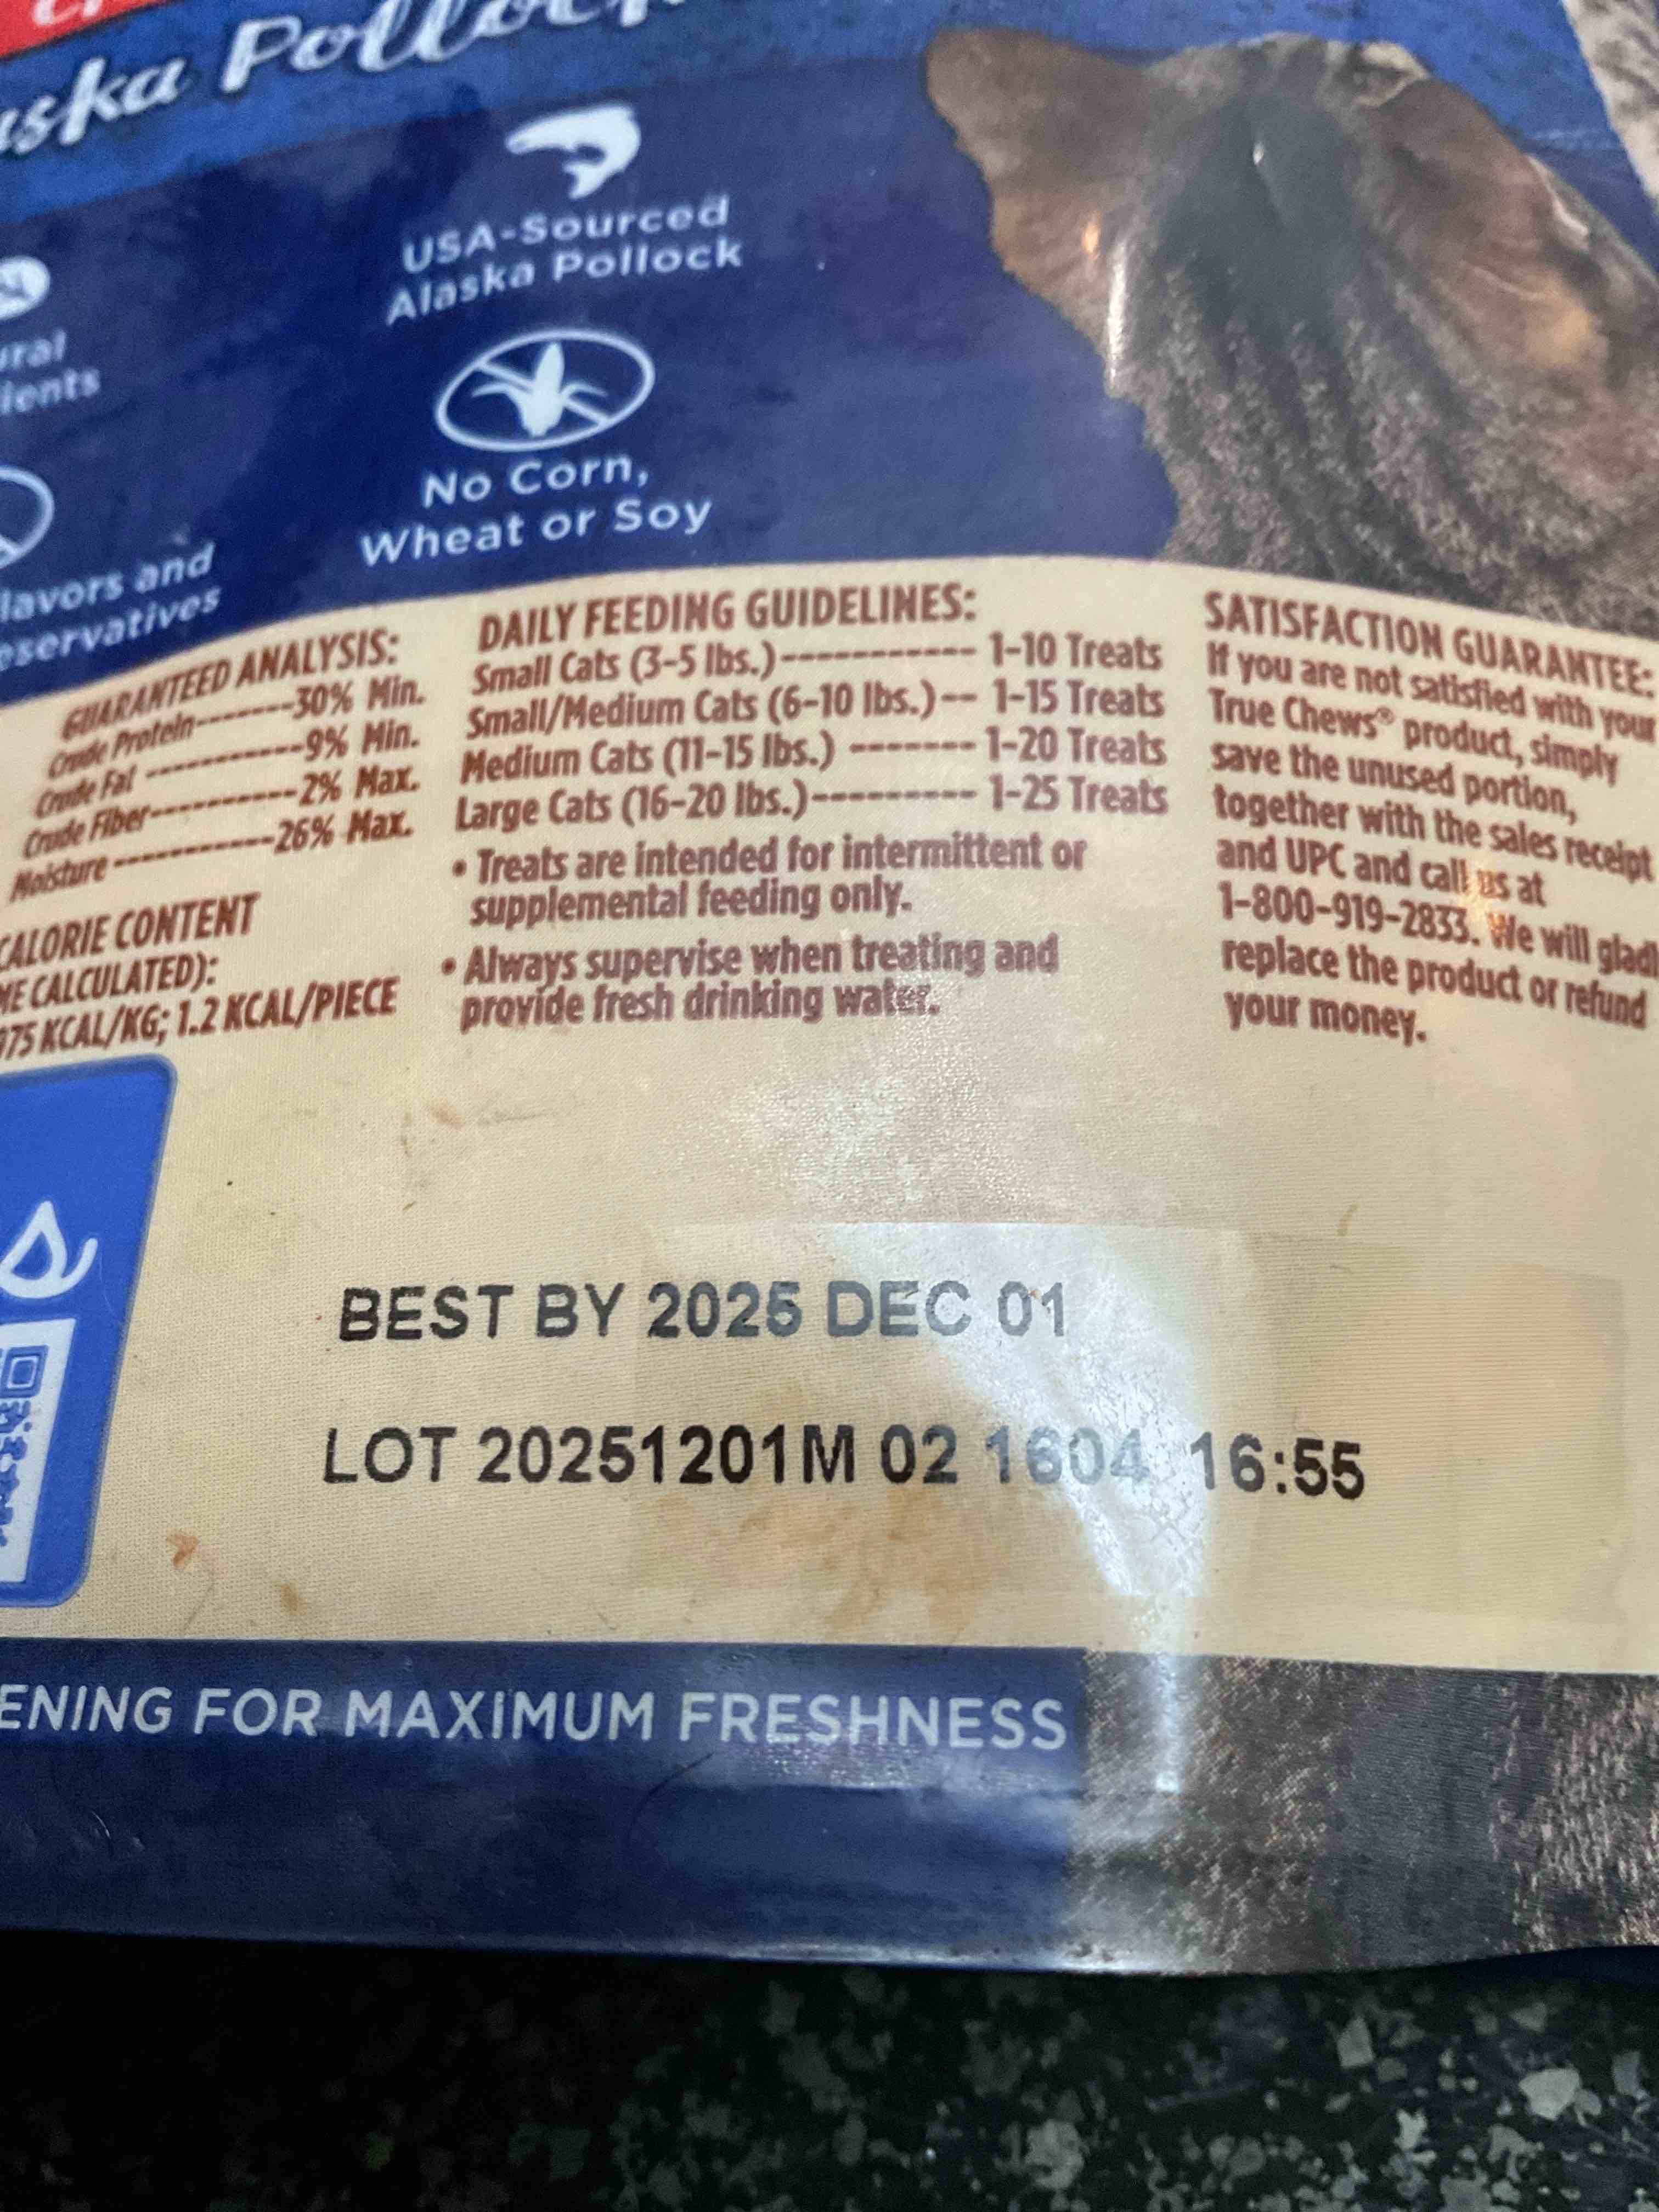 Pollock
USA-Sourced
Alaska Pollock
No Corn,
Wheat or Soy
GUARANTEED ANALYSIS:
Crude Protein-------30% Min.
Crude Fat -----------9% Min.
Crude Fiber----------2% Max.
Moisture -----------26% Max.
CALORIE CONTENT
CALCULATED):
KCAL/KG; 1.2 KCAL/PIECE
DAILY FEEDING GUIDELINES:
Small Cats (3-5 lbs.)------------ 1-10 Treats
Small/Medium Cats (6-10 lbs.)-- 1-15 Treats
Medium Cats (11-15 lbs.) -------- 1-20 Treats
Large Cats (16-20 lbs.)---------- 1-25 Treats
• Treats are intended for intermittent or
supplemental feeding only.
• Always supervise when treating and
provide fresh drinking water.
SATISFACTION GUARANTEE:
If you are not satisfied with your
True Chews® product, simply
save the unused portion,
together with the sales receipt
and UPC and call us at
1-800-919-2833. We will gladl
replace the product or refund
your money.
BEST BY 2025 DEC 01
LOT 20251201M 02 1604 16:55
ENING FOR MAXIMUM FRESHNESS